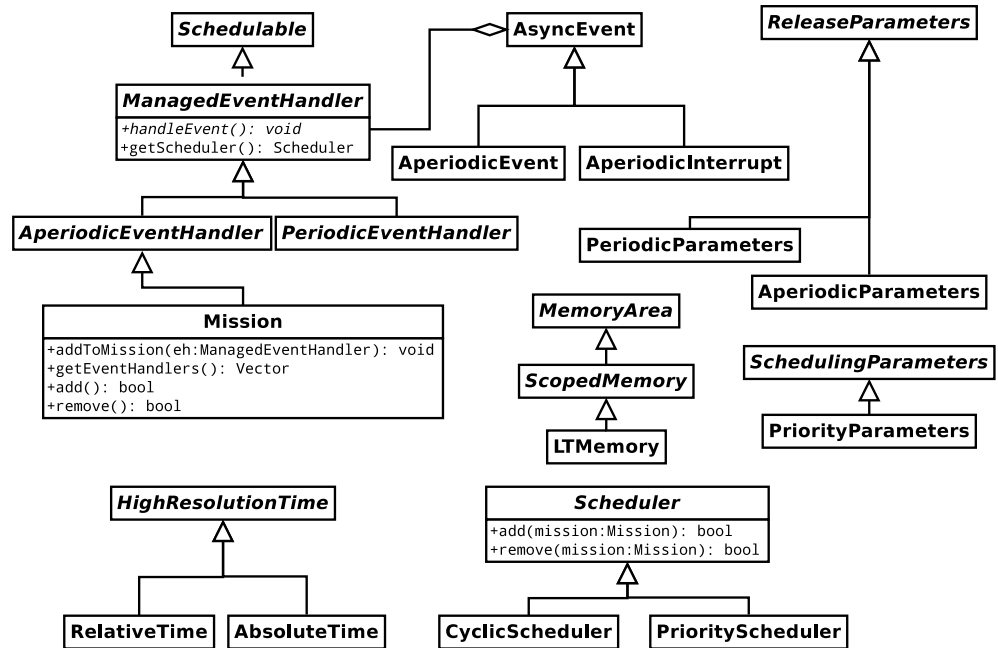 Schedulable
AsyncEvent
ReleaseParameters
ManagedEventHandler
+handleEvent(): void
+getScheduler(): Scheduler
AperiodicEvent
AperiodicInterrupt
AperiodicEventHandler
PeriodicEventHandler
PeriodicParameters
AperiodicParameters
Mission
+addToMission(eh:ManagedEventHandler): void
+getEventHandlers(): Vector
+add(): bool
+remove(): bool
MemoryArea
ScopedMemory
LTMemory
SchedulingParameters
PriorityParameters
HighResolutionTime
RelativeTime
AbsoluteTime
Scheduler
+add(mission:Mission): bool
+remove(mission:Mission): bool
CyclicScheduler
PriorityScheduler